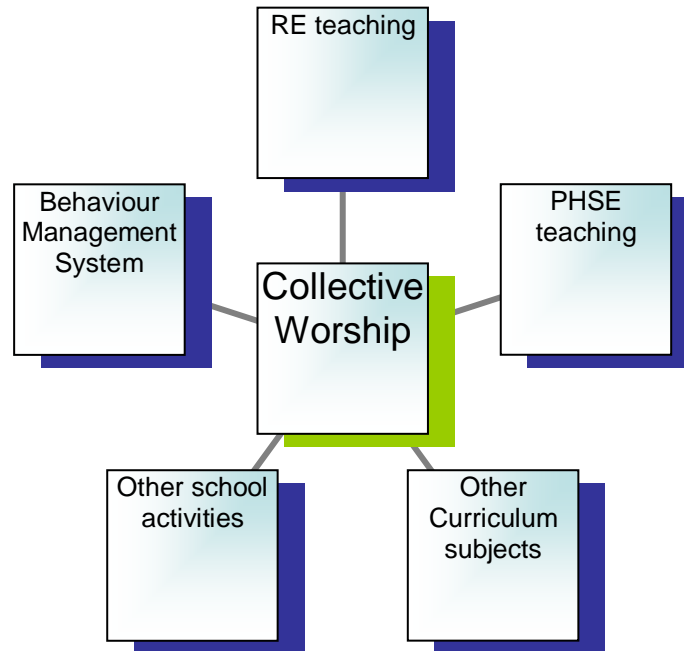 RE teaching
Behaviour
Management
System
PHSE
teaching
Collective
Worship
Other school
activities
Other
Curriculum
subjects